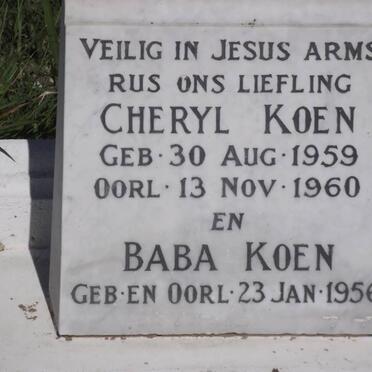 VEILIG IN JESUS ARMS
RUS ONS LIEFLING
CHERYL KOEN
GEB·30 AUG·1959
OORL·13 NOV·1960
EN
BABA KOEN
GEB·EN OORL·23 JAN·1956